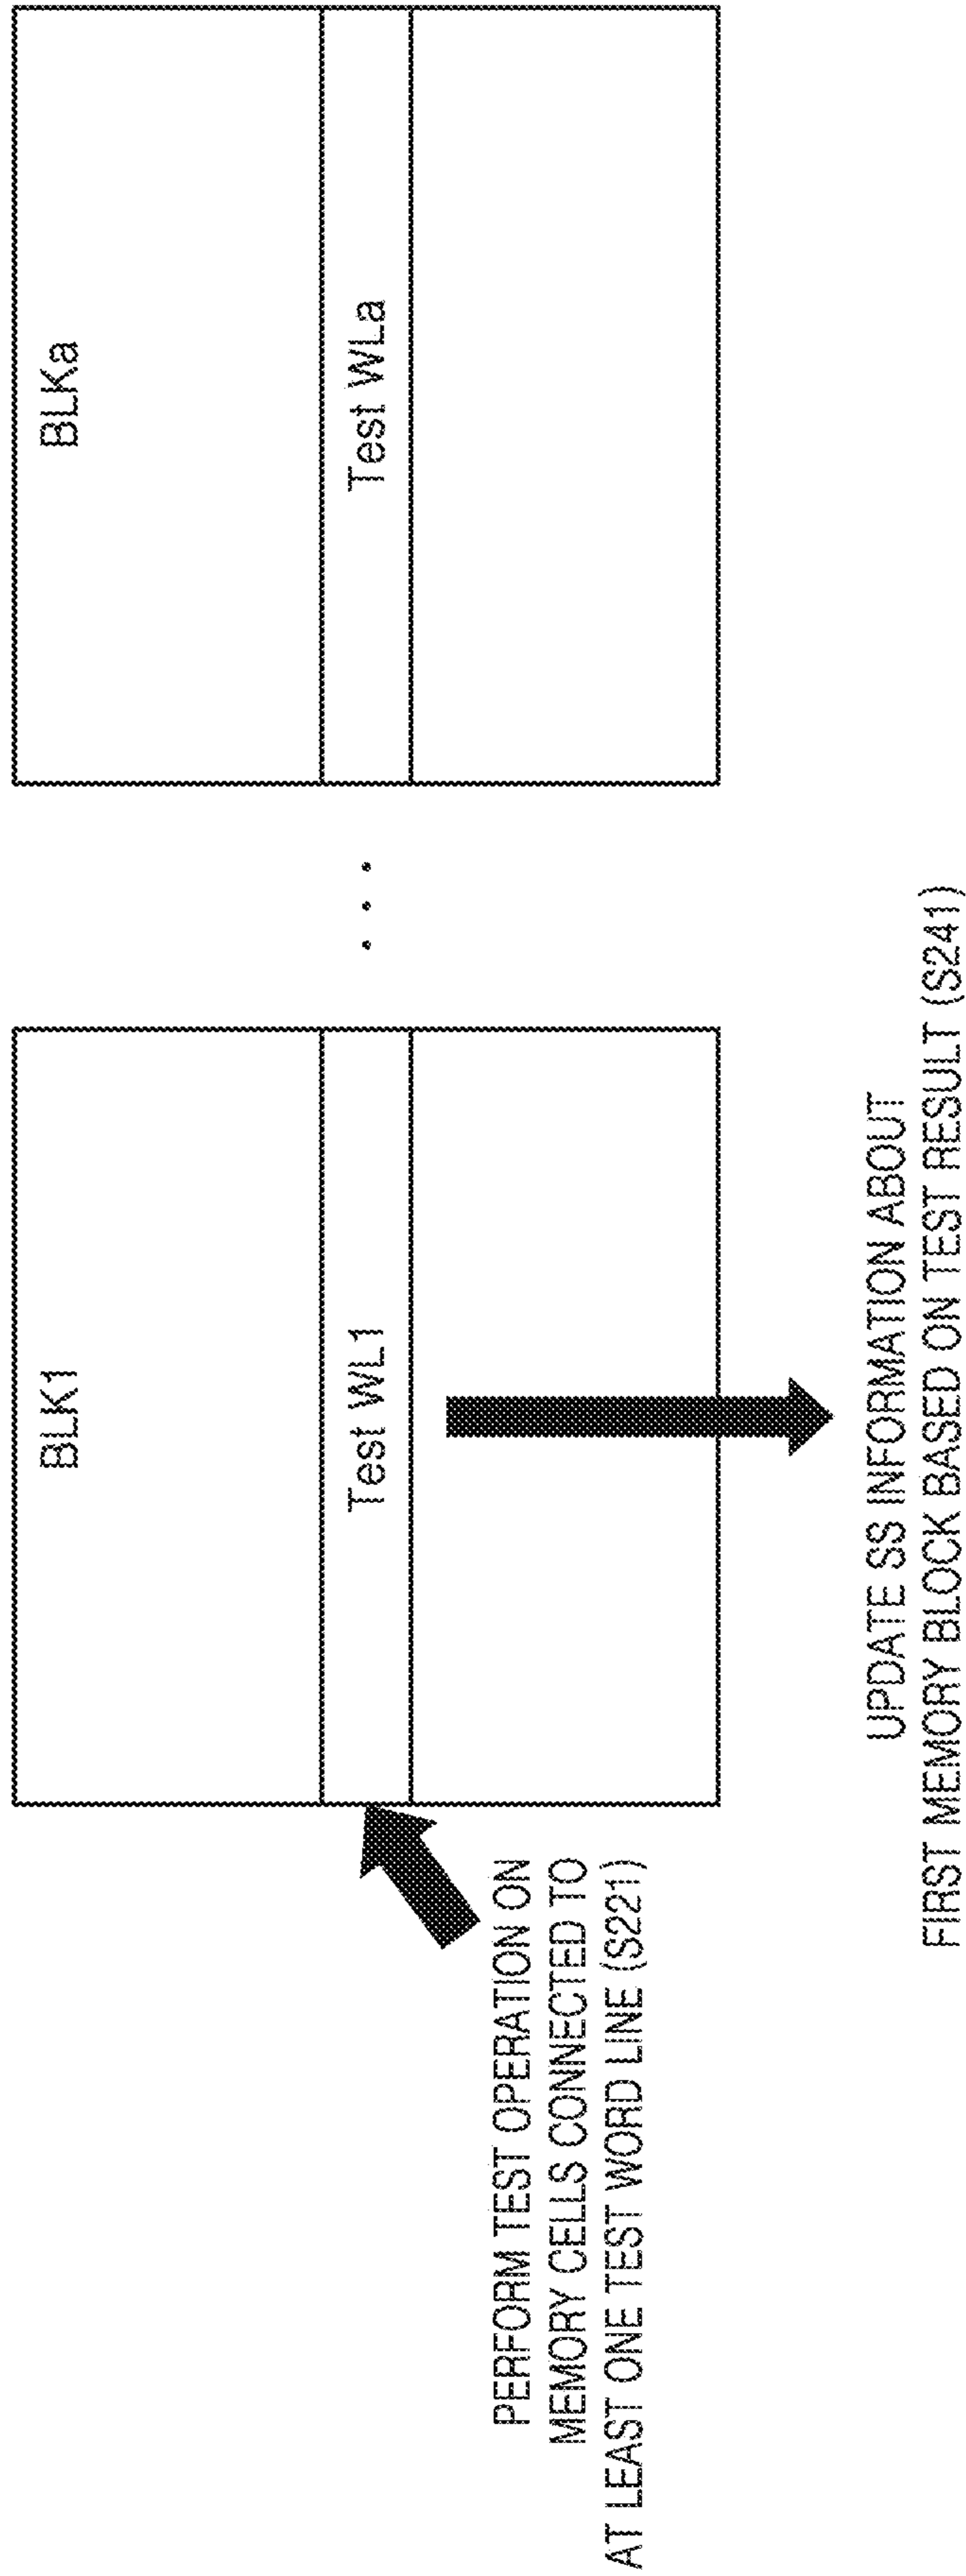 BLK1
BLKa
Test WL1
. . .
Test WLa
PERFORM TEST OPERATION ON
MEMORY CELLS CONNECTED TO
AT LEAST ONE TEST WORD LINE (S221)
UPDATE SS INFORMATION ABOUT
FIRST MEMORY BLOCK BASED ON TEST RESULT (S241)